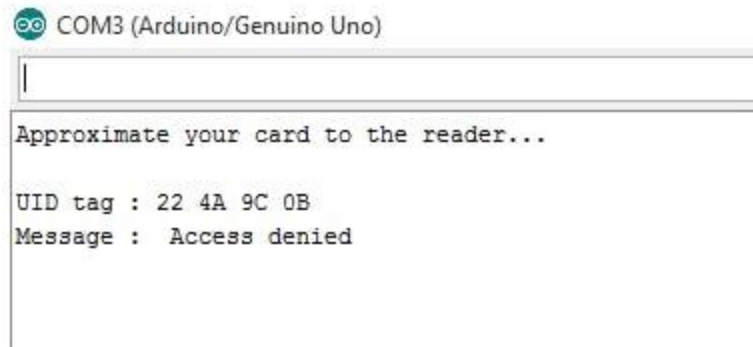 COM3 (Arduino/Genuino Uno)
Approximate your card to the reader...
UID tag : 22 4A 9C 0B
Message :  Access denied